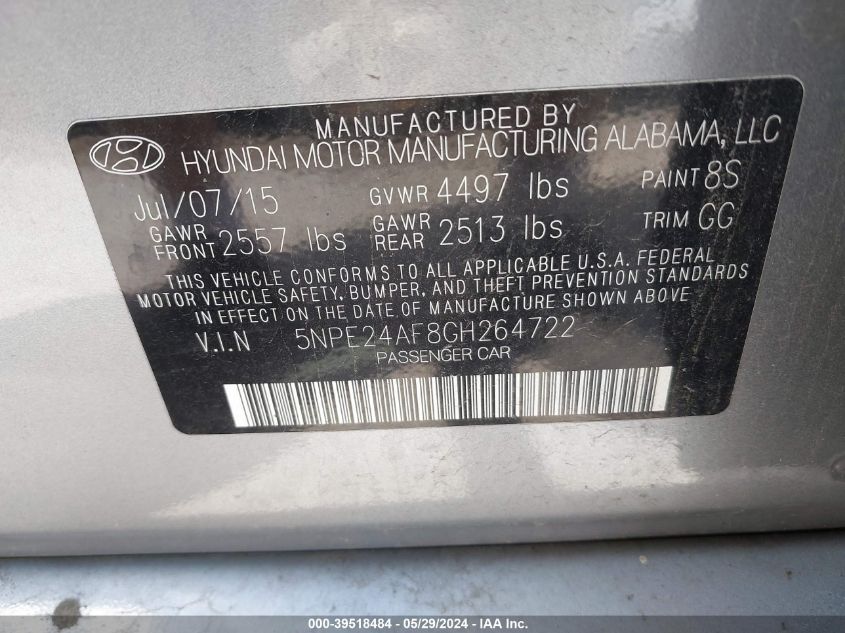 MANUFACTURED BY
HYUNDAI MOTOR MANUFACTURING ALABAMA, LLC
Jul/07/15 GVWR 4497 lbs PAINT 8S
GAWR FRONT 2557 lbs GAWR REAR 2513 lbs TRIM GG
THIS VEHICLE CONFORMS TO ALL APPLICABLE U.S.A. FEDERAL
MOTOR VEHICLE SAFETY, BUMPER, AND THEFT PREVENTION STANDARDS
IN EFFECT ON THE DATE OF MANUFACTURE SHOWN ABOVE
V.I.N 5NPE24AF8GH264722
PASSENGER CAR
000-39518484 - 05/29/2024 - IAA Inc.